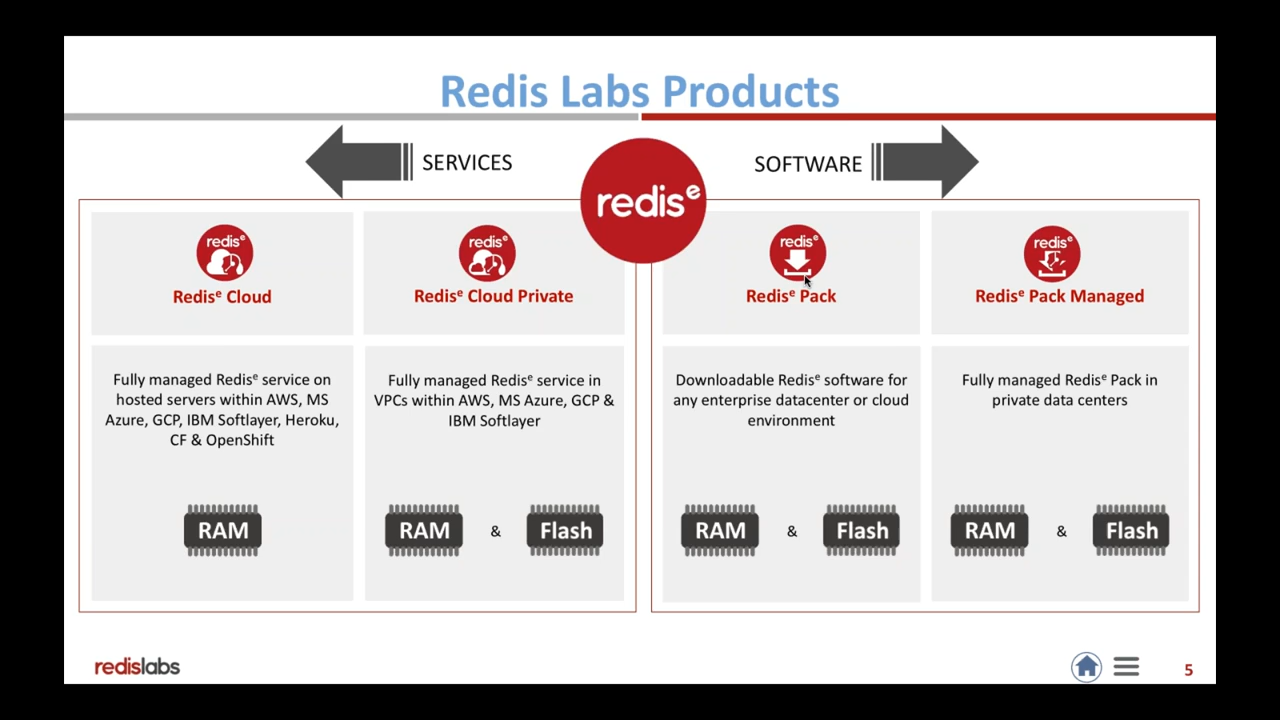 Redis Labs Products
SERVICES
SOFTWARE
redisᵉ
redisᵉ
Redisᵉ Cloud
redisᵉ
Redisᵉ Cloud Private
redisᵉ
Redisᵉ Pack
redisᵉ
Redisᵉ Pack Managed
Fully managed Redisᵉ service on
hosted servers within AWS, MS
Azure, GCP, IBM Softlayer, Heroku,
CF & OpenShift
RAM
Fully managed Redisᵉ service in
VPCs within AWS, MS Azure, GCP &
IBM Softlayer
RAM & Flash
Downloadable Redisᵉ software for
any enterprise datacenter or cloud
environment
RAM & Flash
Fully managed Redisᵉ Pack in
private data centers
RAM & Flash
redislabs
5